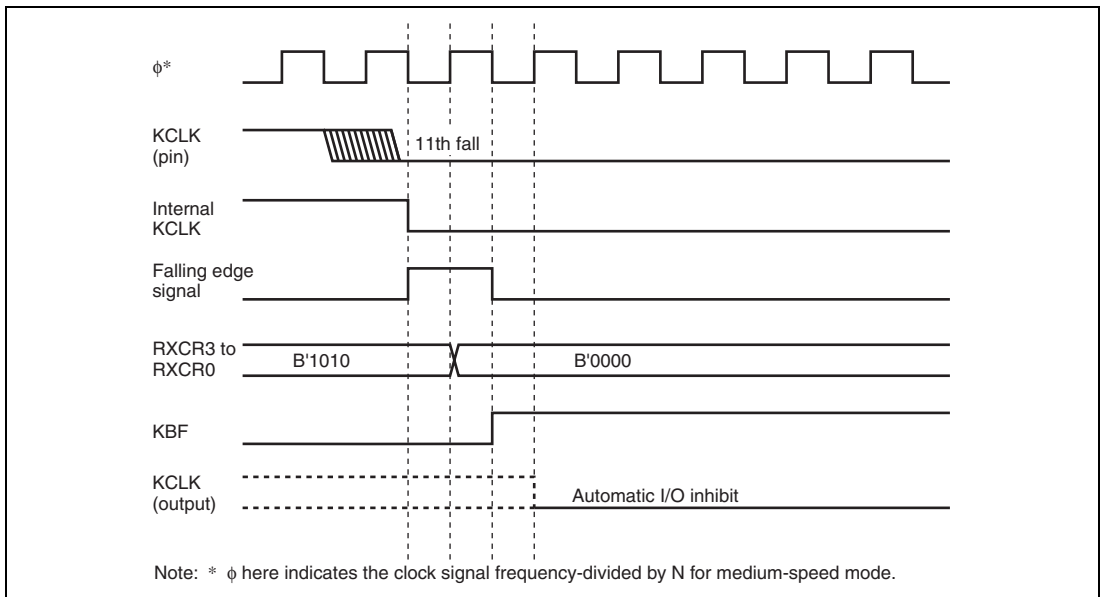 ϕ*
KCLK
(pin)
11th fall
Internal
KCLK
Falling edge
signal
RXCR3 to
RXCR0
B'1010
B'0000
KBF
KCLK
(output)
Automatic I/O inhibit
Note: * ϕ here indicates the clock signal frequency-divided by N for medium-speed mode.